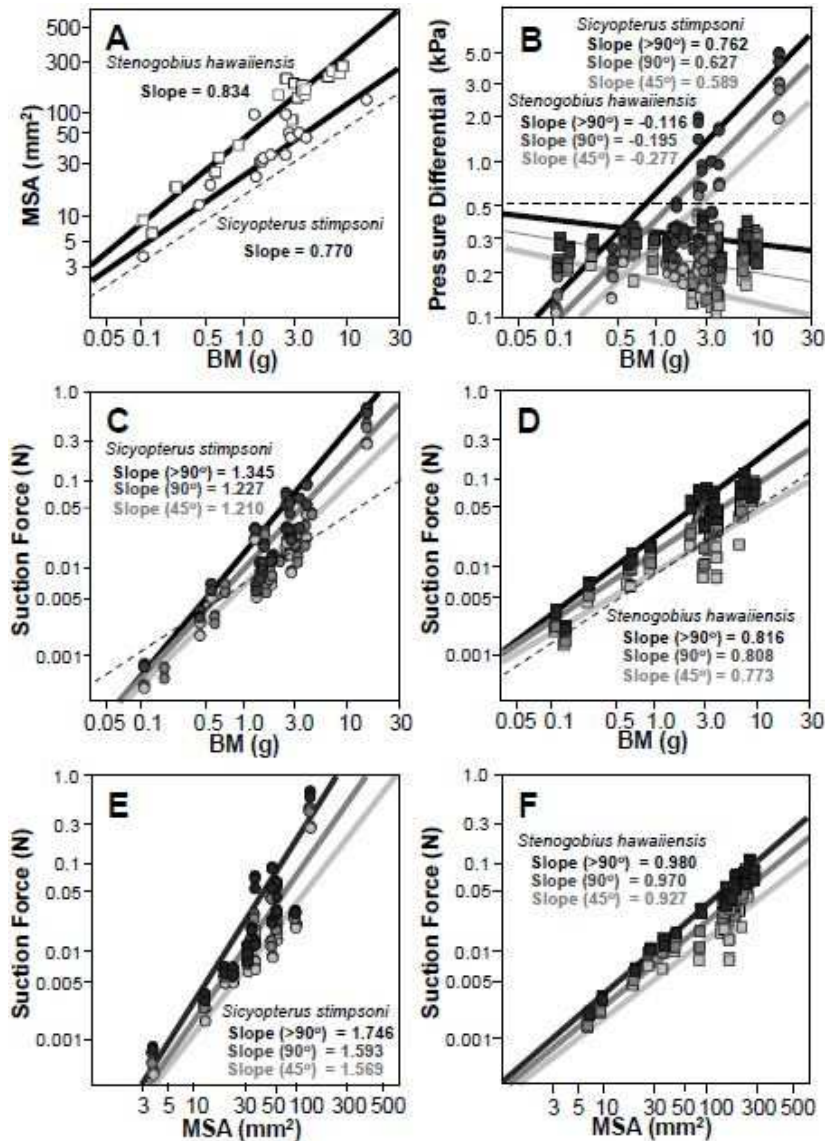 A
Stenogobius hawaiiensis
Slope = 0.834
Sicyopterus stimpsoni
Slope = 0.770
MSA (mm²)
500
300
100
50
30
10
5
3
0.05 0.1 0.5 1.0 3.0 10 30
BM (g)
B
Sicyopterus stimpsoni
Slope (>90°) = 0.762
Slope (90°) = 0.627
Slope (45°) = 0.589
Stenogobius hawaiiensis
Slope (>90°) = -0.116
Slope (90°) = -0.195
Slope (45°) = -0.277
Pressure Differential (kPa)
5.0
3.0
2.0
1.0
0.5
0.3
0.2
0.1
0.05 0.1 0.5 1.0 3.0 10 30
BM (g)
C
Sicyopterus stimpsoni
Slope (>90°) = 1.345
Slope (90°) = 1.227
Slope (45°) = 1.210
Suction Force (N)
1.0
0.3
0.1
0.05
0.01
0.005
0.001
0.05 0.1 0.5 1.0 3.0 10 30
BM (g)
D
Stenogobius hawaiiensis
Slope (>90°) = 0.816
Slope (90°) = 0.808
Slope (45°) = 0.773
Suction Force (N)
1.0
0.3
0.1
0.05
0.01
0.005
0.001
0.05 0.1 0.5 1.0 3.0 10 30
BM (g)
E
Sicyopterus stimpsoni
Slope (>90°) = 1.746
Slope (90°) = 1.593
Slope (45°) = 1.569
Suction Force (N)
1.0
0.3
0.1
0.05
0.01
0.005
0.001
3 5 10 30 50 100 300 500
MSA (mm²)
F
Stenogobius hawaiiensis
Slope (>90°) = 0.980
Slope (90°) = 0.970
Slope (45°) = 0.927
Suction Force (N)
1.0
0.3
0.1
0.05
0.01
0.005
0.001
3 5 10 30 50 100 300 500
MSA (mm²)